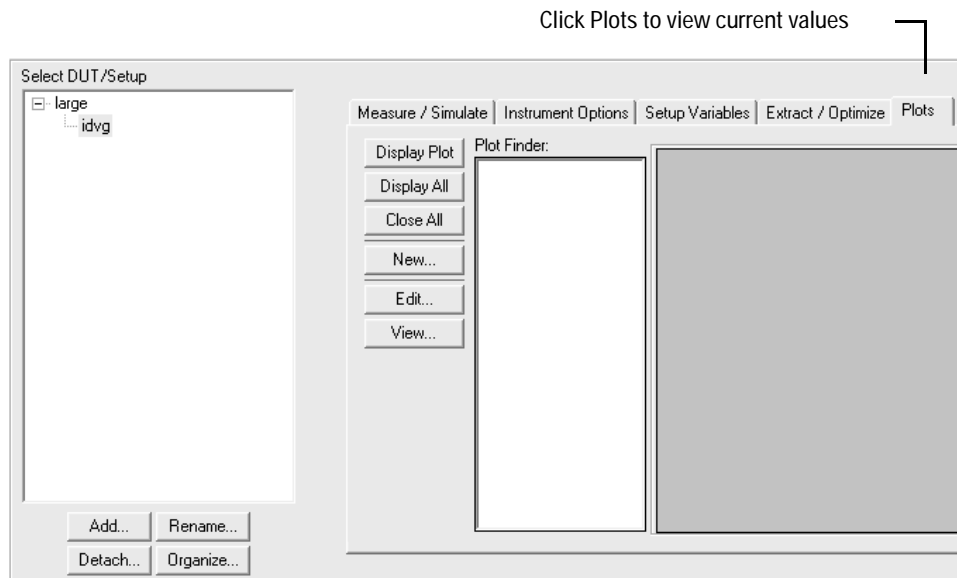 Click Plots to view current values
Select DUT/Setup
large
idvg
Measure / Simulate
Instrument Options
Setup Variables
Extract / Optimize
Plots
Display Plot
Display All
Close All
New...
Edit...
View...
Plot Finder:
Add...
Rename...
Detach...
Organize...